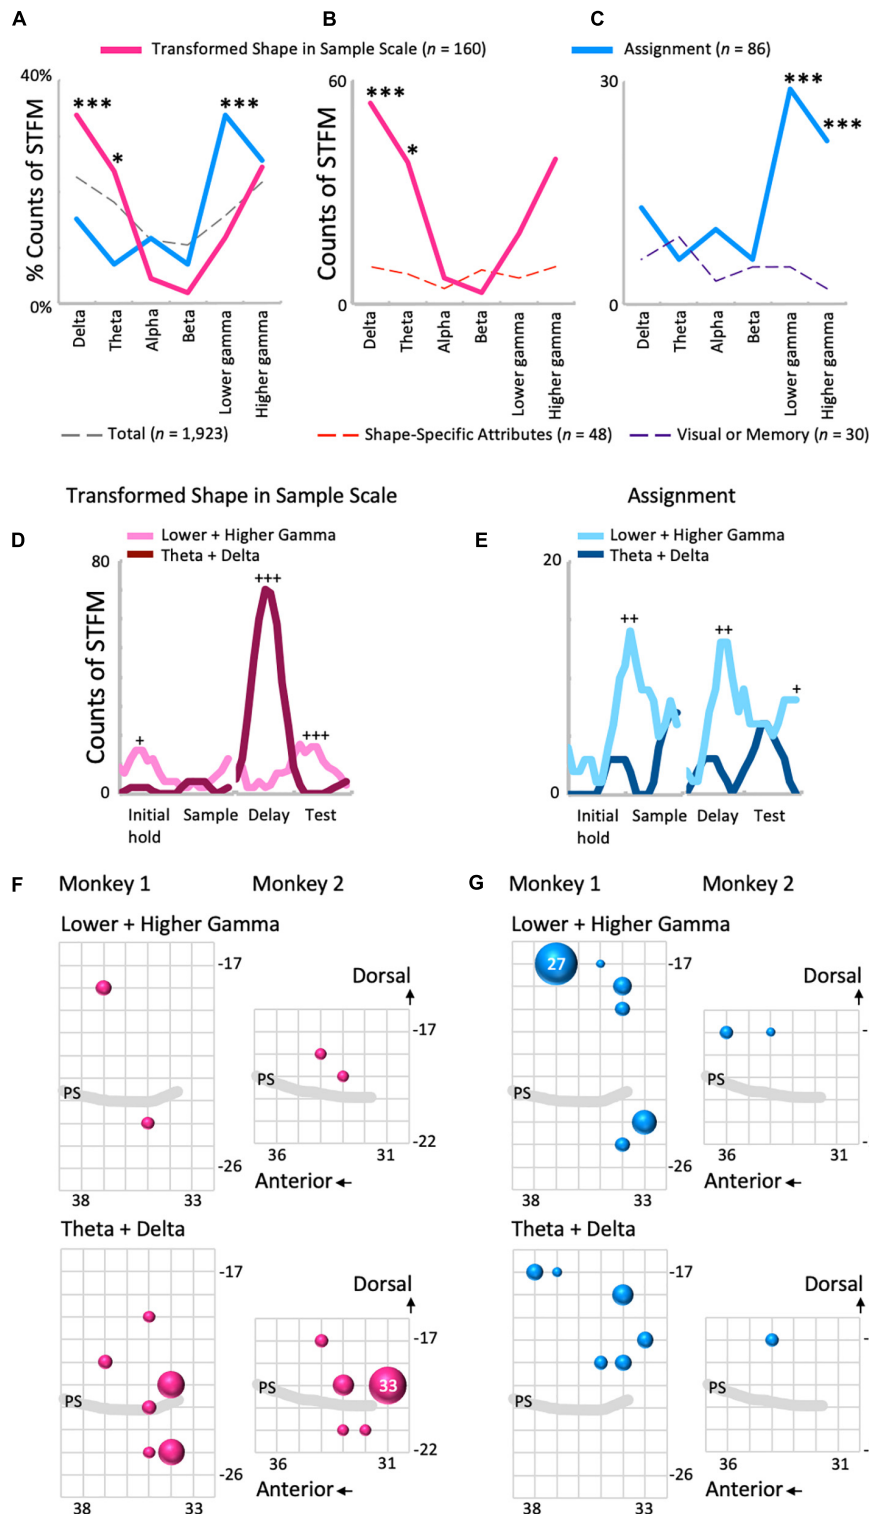 A
B
C
Transformed Shape in Sample Scale (n = 160)
Assignment (n = 86)
40%
***
*
***
% Counts of STFM
0%
Delta
Theta
Alpha
Beta
Lower gamma
Higher gamma
60
***
*
Counts of STFM
0
Delta
Theta
Alpha
Beta
Lower gamma
Higher gamma
30
***
***
0
Delta
Theta
Alpha
Beta
Lower gamma
Higher gamma
Total (n = 1,923)
Shape-Specific Attributes (n = 48)
Visual or Memory (n = 30)
Transformed Shape in Sample Scale
Assignment
D
Lower + Higher Gamma
Theta + Delta
80
+++
+
+++
Counts of STFM
0
Initial hold
Sample
Delay
Test
E
Lower + Higher Gamma
Theta + Delta
20
++
++
+
0
Initial hold
Sample
Delay
Test
F
Monkey 1
Monkey 2
Lower + Higher Gamma
-17
PS
-26
38
33
Dorsal
-17
PS
-22
36
31
Anterior
Theta + Delta
-17
PS
-26
38
33
Dorsal
-17
33
PS
-22
36
31
Anterior
G
Monkey 1
Monkey 2
Lower + Higher Gamma
27
-17
PS
-26
38
33
Dorsal
-
PS
-
36
31
Anterior
Theta + Delta
-17
PS
-26
38
33
Dorsal
-
PS
-
36
31
Anterior